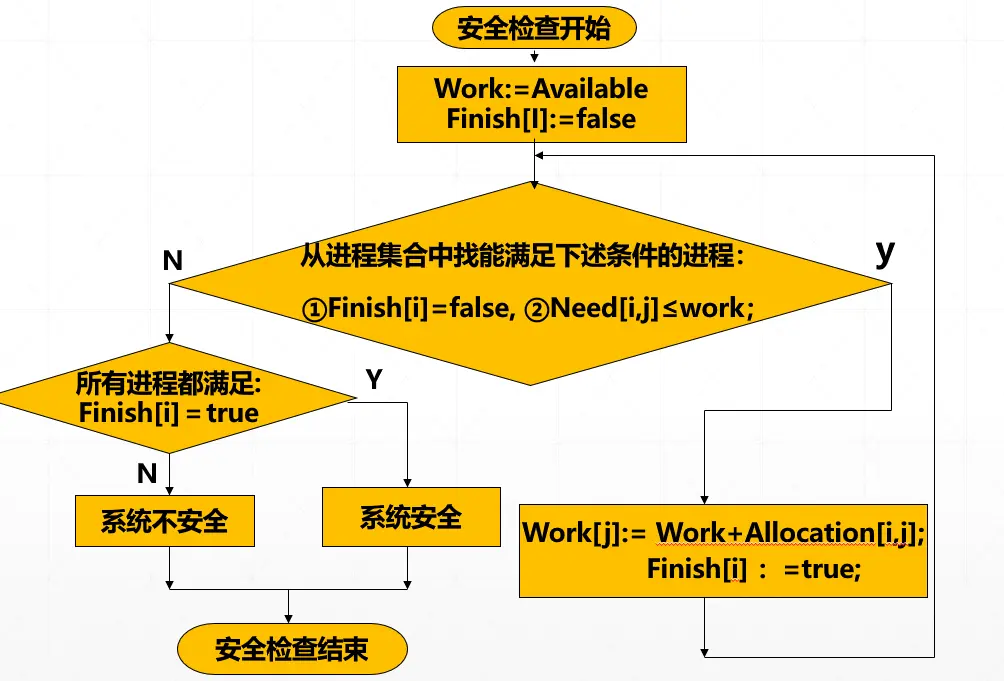 安全检查开始
Work:=Available
Finish[I]:=false
从进程集合中找能满足下述条件的进程：
①Finish[i]=false, ②Need[i,j]≤work；
N
y
所有进程都满足:
Finish[i]＝true
Y
N
系统不安全
系统安全
Work[j]:= Work+Allocation[i,j];
Finish[i] ：=true;
安全检查结束